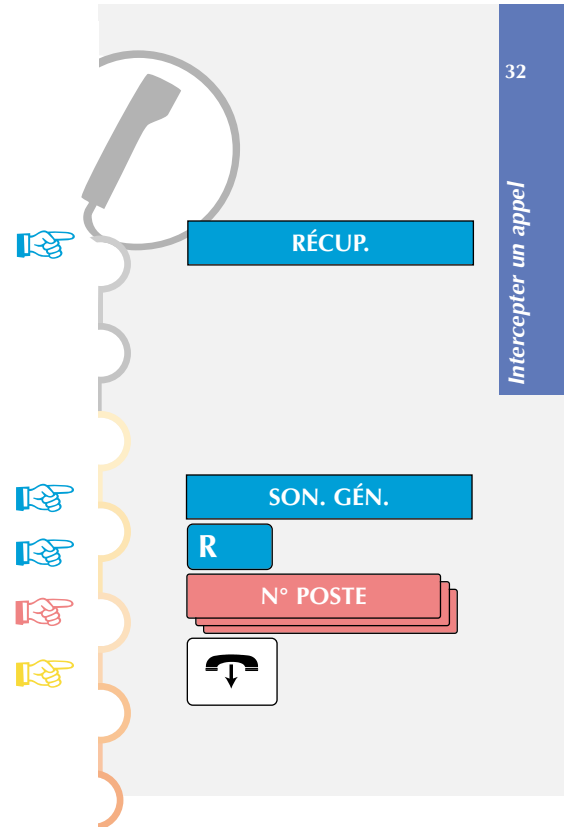 32
Intercepter un appel
RÉCUP.
SON. GÉN.
R
N° POSTE